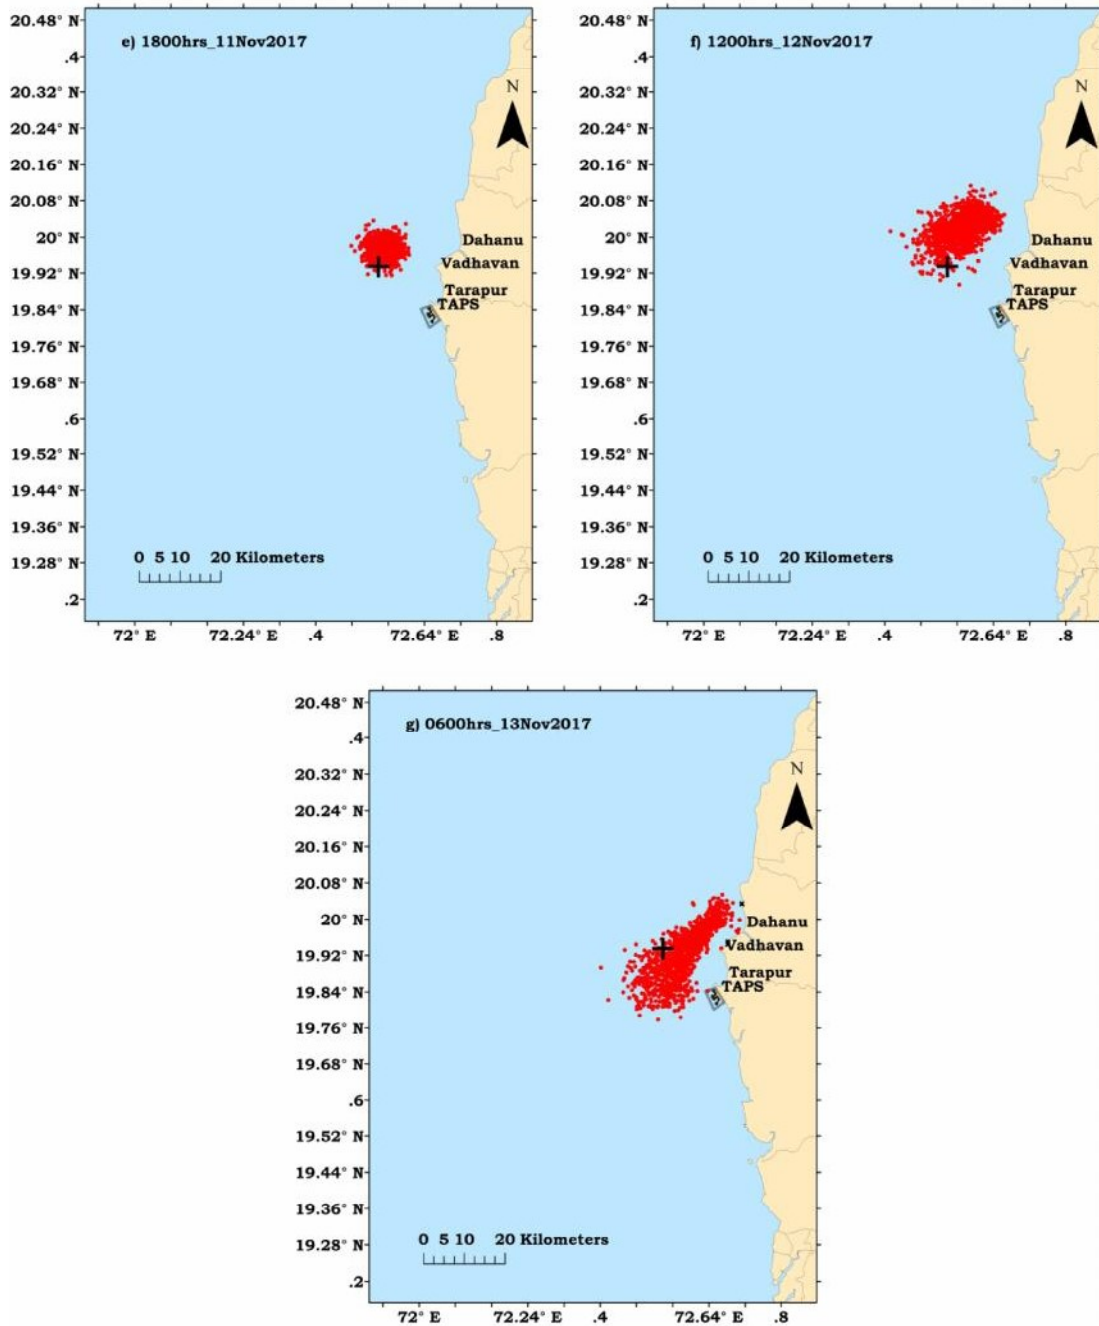 e) 1800hrs_11Nov2017
20.48° N
.4
20.32° N
20.24° N
20.16° N
20.08° N
20° N
19.92° N
19.84° N
19.76° N
19.68° N
.6
19.52° N
19.44° N
19.36° N
19.28° N
.2
N
Dahanu
Vadhavan
Tarapur
TAPS
0 5 10 20 Kilometers
72° E 72.24° E .4 72.64° E .8
f) 1200hrs_12Nov2017
20.48° N
.4
20.32° N
20.24° N
20.16° N
20.08° N
20° N
19.92° N
19.84° N
19.76° N
19.68° N
.6
19.52° N
19.44° N
19.36° N
19.28° N
.2
N
Dahanu
Vadhavan
Tarapur
TAPS
0 5 10 20 Kilometers
72° E 72.24° E .4 72.64° E .8
g) 0600hrs_13Nov2017
20.48° N
.4
20.32° N
20.24° N
20.16° N
20.08° N
20° N
19.92° N
19.84° N
19.76° N
19.68° N
.6
19.52° N
19.44° N
19.36° N
19.28° N
.2
N
Dahanu
Vadhavan
Tarapur
TAPS
0 5 10 20 Kilometers
72° E 72.24° E .4 72.64° E .8